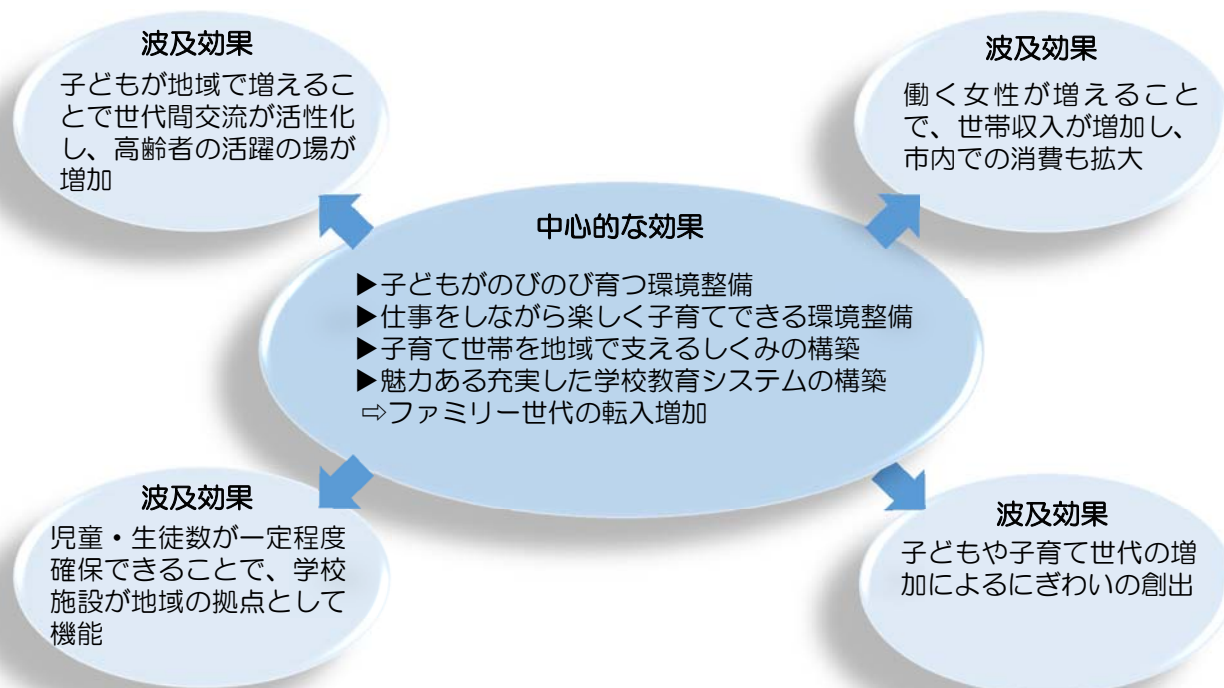 波及効果
子どもが地域で増えるこ
とで世代間交流が活性化
し、高齢者の活躍の場が
増加
波及効果
働く女性が増えること
で、世帯収入が増加し、
市内での消費も拡大
中心的な効果
▶子どもがのびのび育つ環境整備
▶仕事をしながら楽しく子育てできる環境整備
▶子育て世帯を地域で支えるしくみの構築
▶魅力ある充実した学校教育システムの構築
⇨ファミリー世代の転入増加
波及効果
児童・生徒数が一定程度
確保できることで、学校
施設が地域の拠点として
機能
波及効果
子どもや子育て世代の増
加によるにぎわいの創出